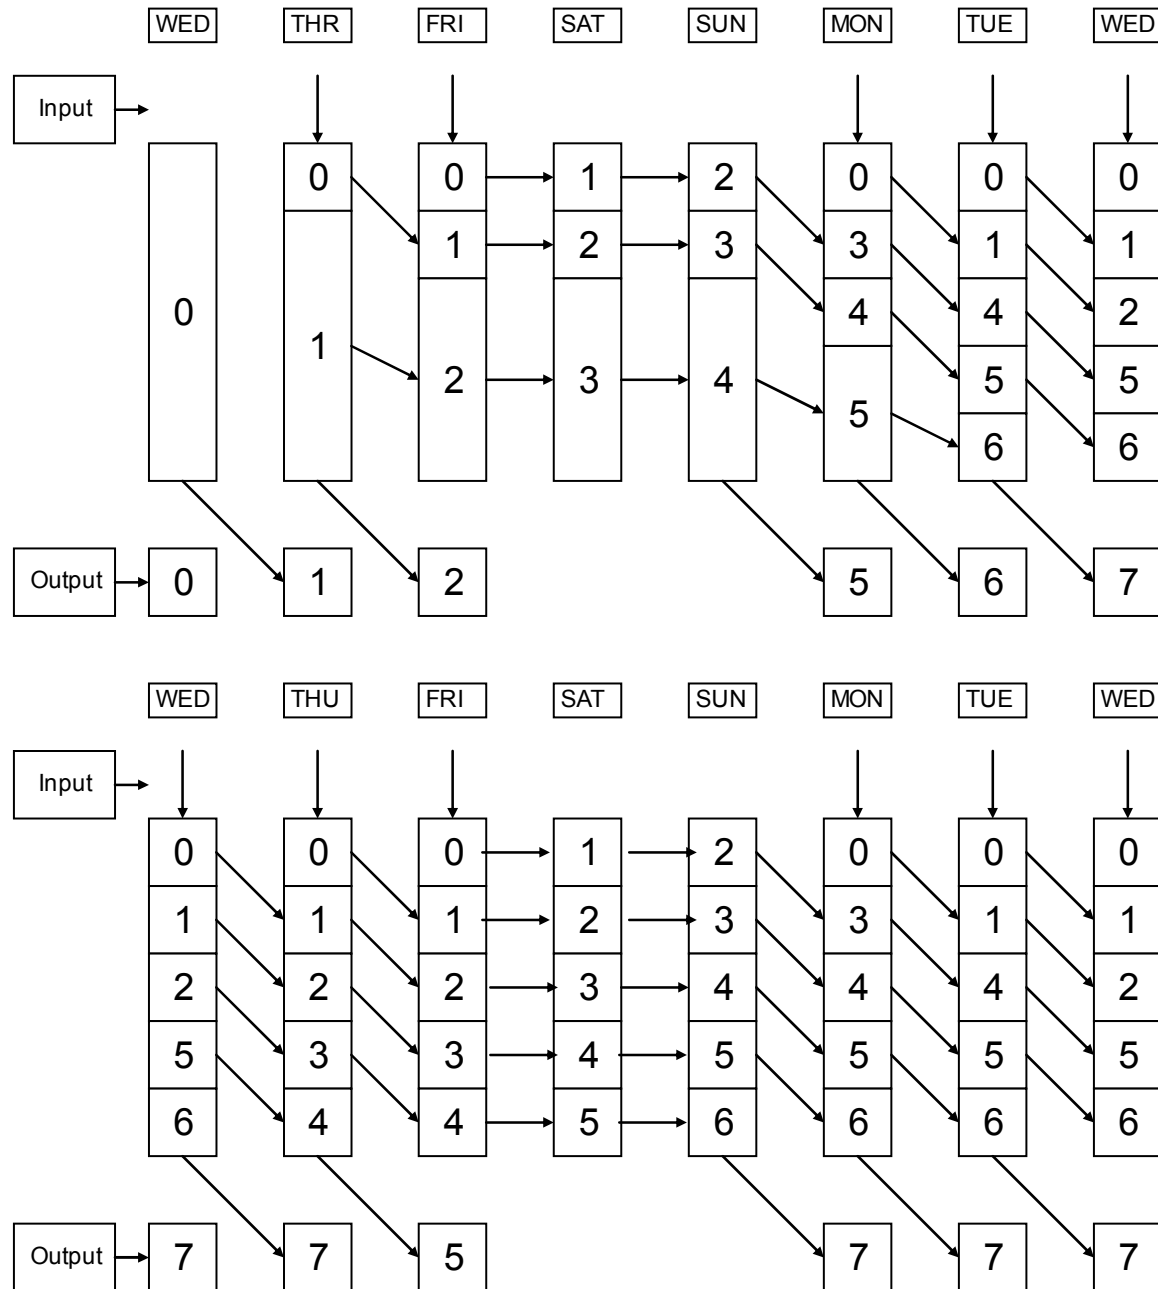 WED THR FRI SAT SUN MON TUE WED
Input
0 0 1 2 0 0 0
1 2 3 3 1 1
0 4 4 2
1 2 3 4 5 5 5
6 6
Output 0 1 2 5 6 7
WED THU FRI SAT SUN MON TUE WED
Input
0 0 0 1 2 0 0 0
1 1 1 2 3 3 1 1
2 2 2 3 4 4 4 2
5 3 3 4 5 5 5 5
6 4 4 5 6 6 6 6
Output 7 7 5 7 7 7